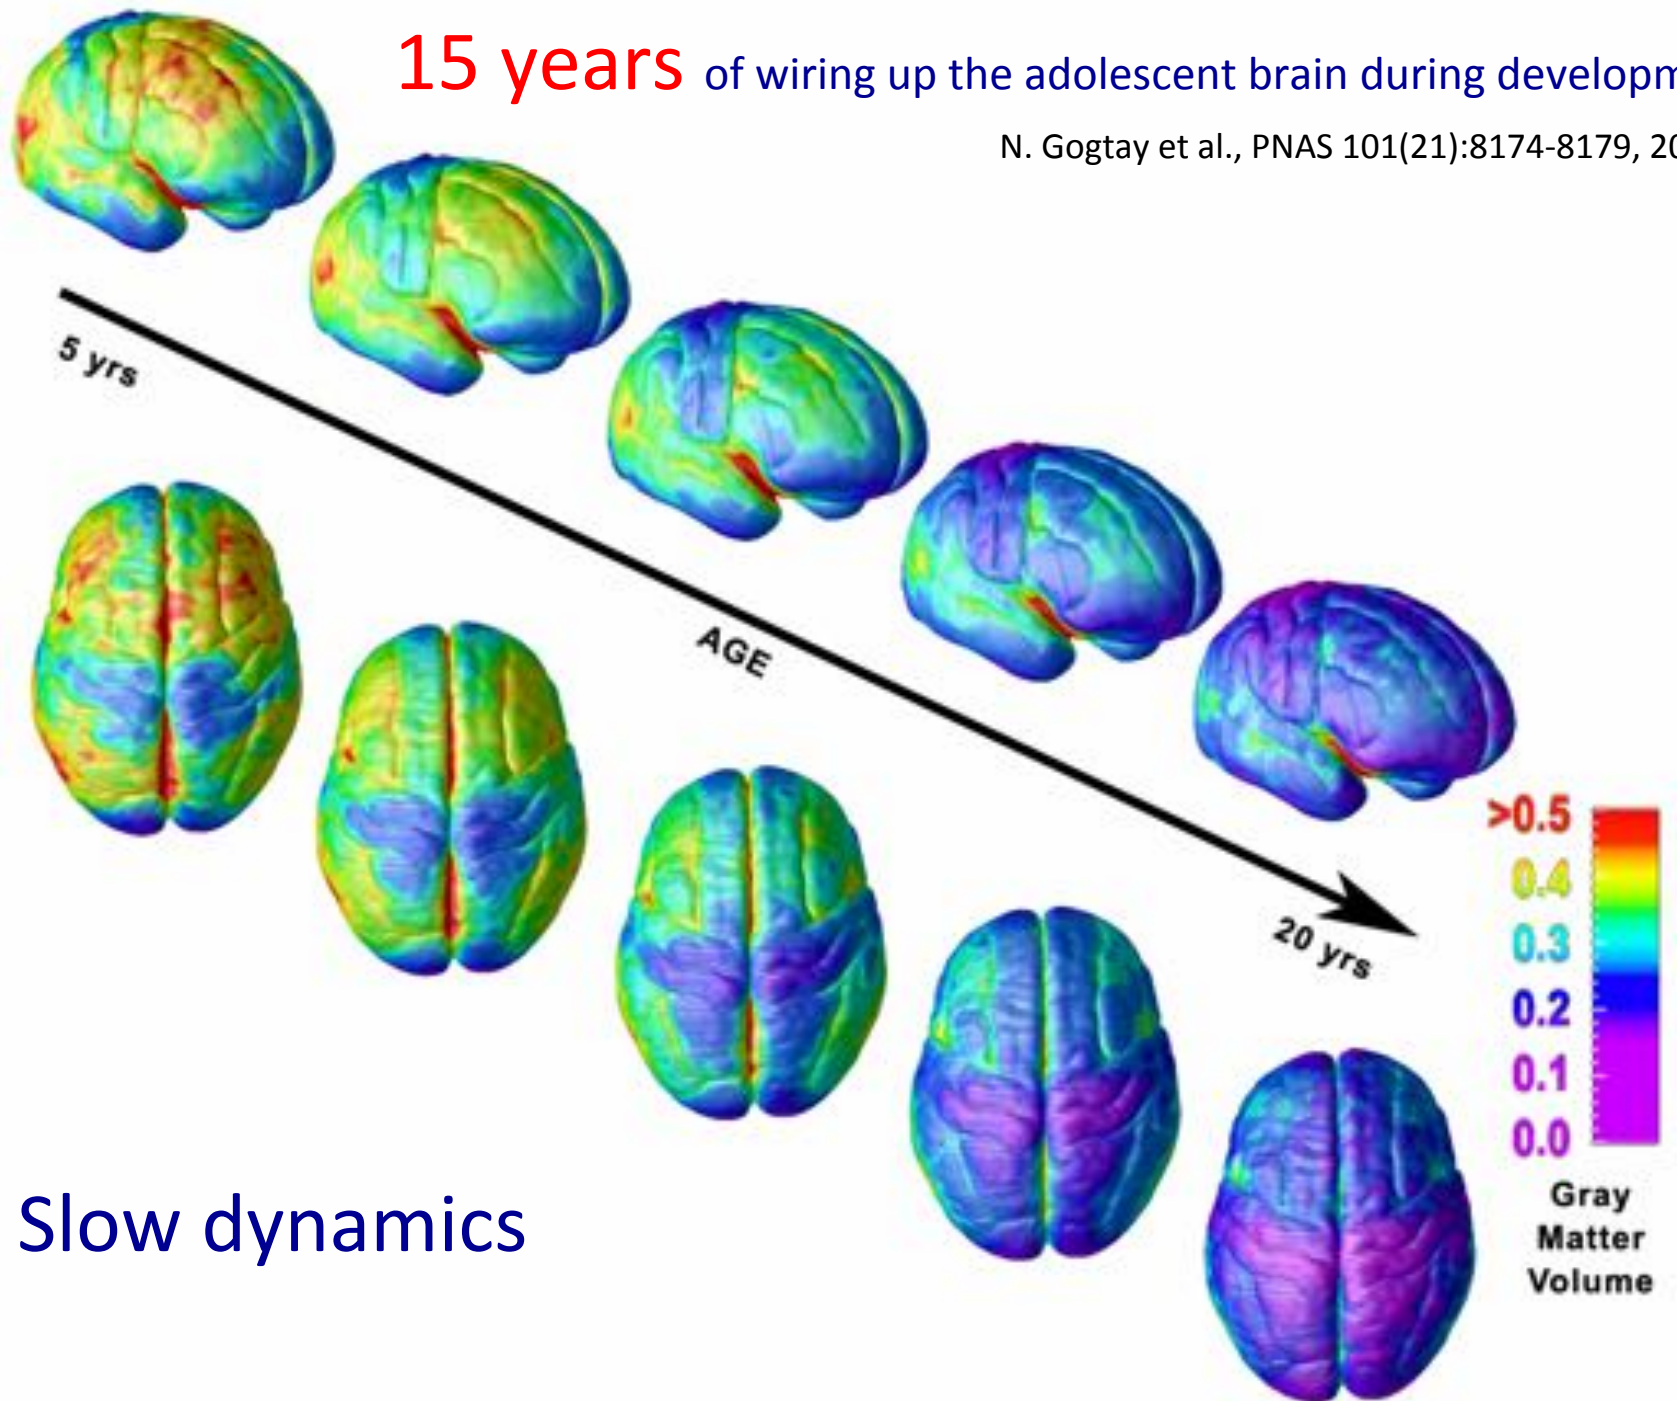 15 years of wiring up the adolescent brain during developm
N. Gogtay et al., PNAS 101(21):8174-8179, 20
5 yrs
AGE
20 yrs
>0.5
0.4
0.3
0.2
0.1
0.0
Gray
Matter
Volume
Slow dynamics